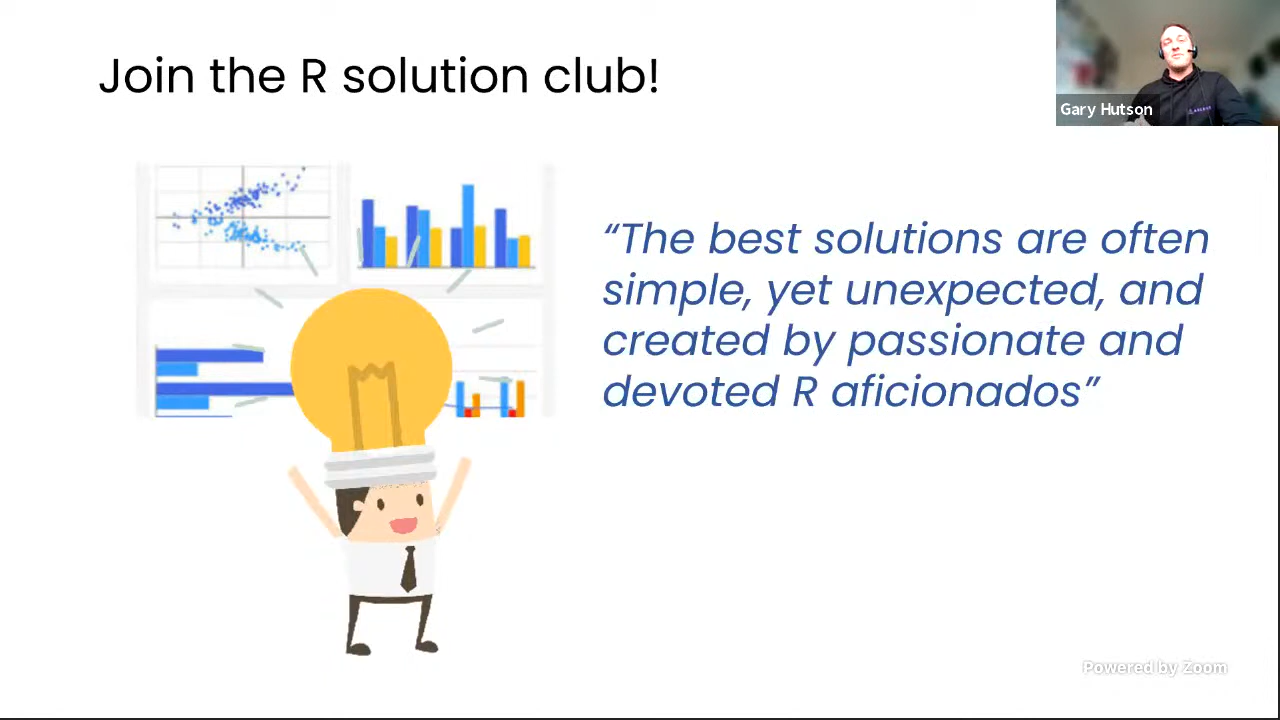 Join the R solution club!
Gary Hutson
“The best solutions are often
simple, yet unexpected, and
created by passionate and
devoted R aficionados”
Powered by Zoom